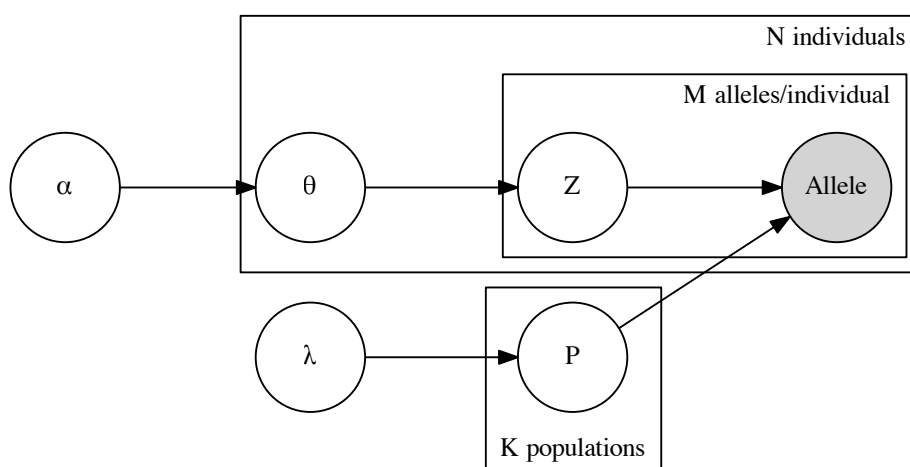 N individuals
M alleles/individual
α
θ
Z
Allele
λ
P
K populations